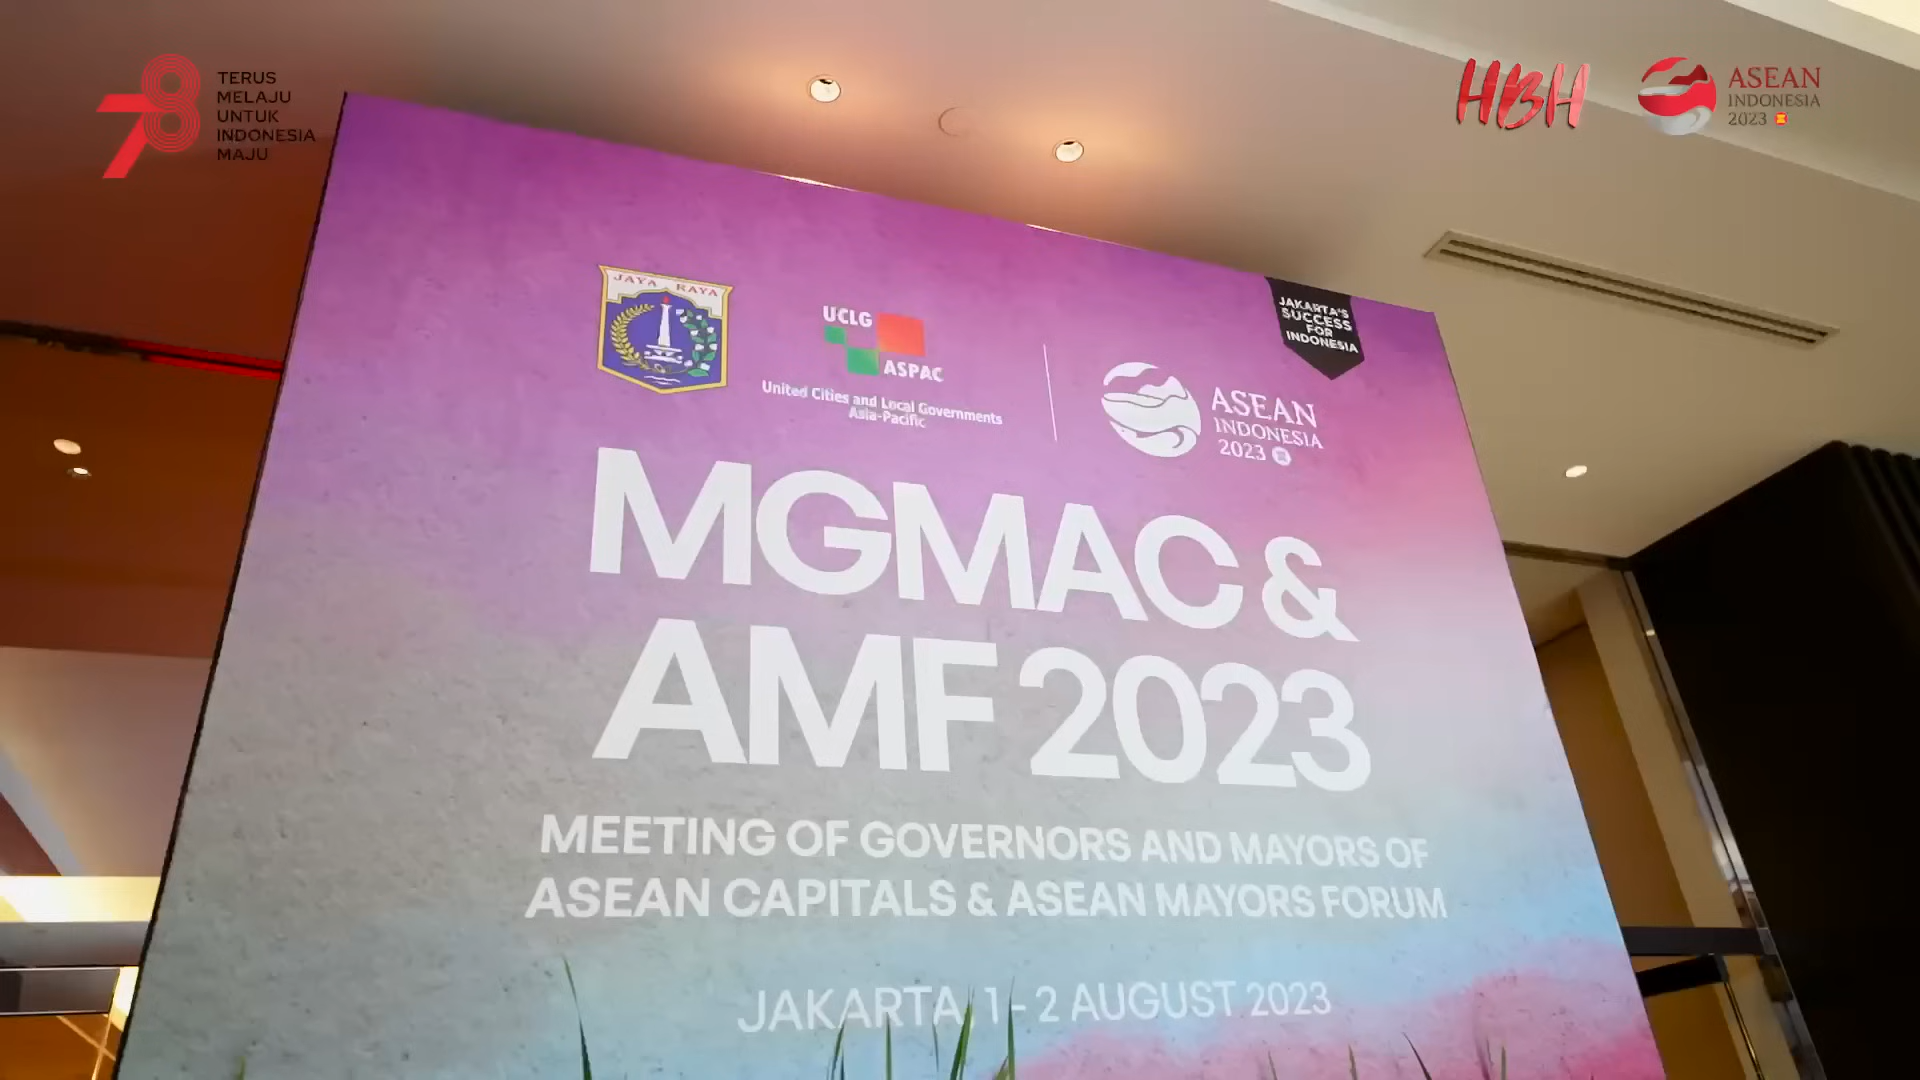 78
TERUS
MELAJU
UNTUK
INDONESIA
MAJU
HBH
ASEAN
INDONESIA
2023
JAYA RAYA
UCLG
ASPAC
United Cities and Local Governments
Asia-Pacific
ASEAN
INDONESIA
2023
JAKARTA'S
SUCCESS
FOR
INDONESIA
MGMAC &
AMF 2023
MEETING OF GOVERNORS AND MAYORS OF
ASEAN CAPITALS & ASEAN MAYORS FORUM
JAKARTA, 1 - 2 AUGUST 2023